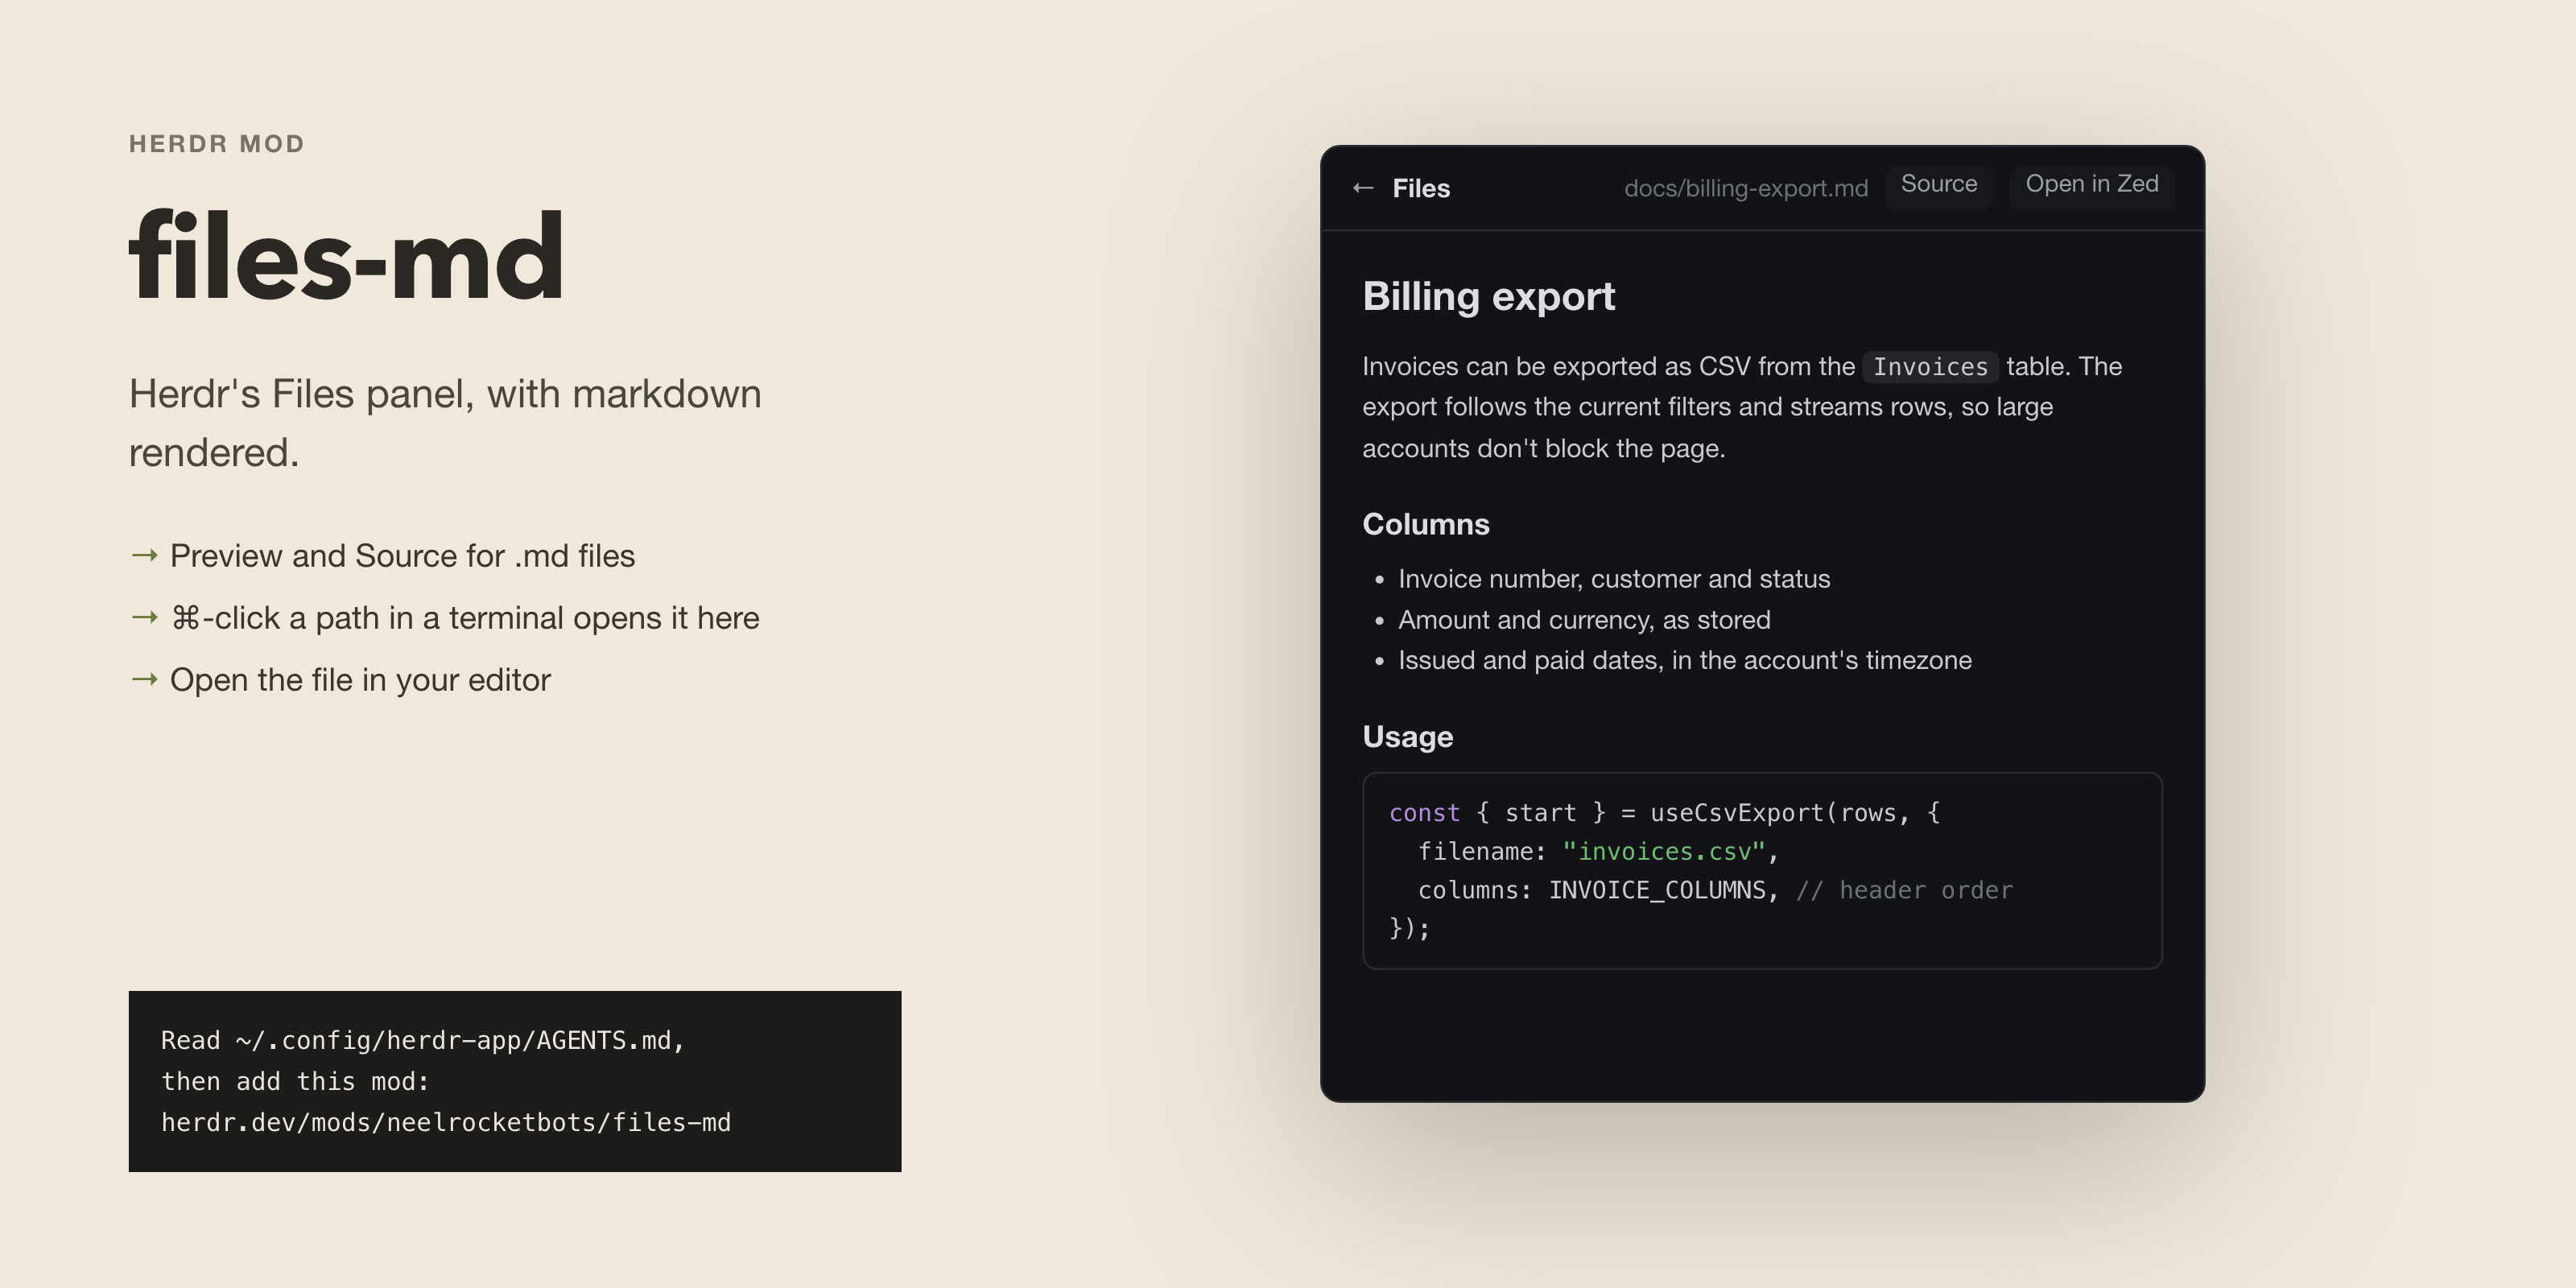 HERDR MOD
files-md
Herdr's Files panel, with markdown
rendered.
→ Preview and Source for .md files
→ ⌘-click a path in a terminal opens it here
→ Open the file in your editor
Read ~/.config/herdr-app/AGENTS.md,
then add this mod:
herdr.dev/mods/neelrocketbots/files-md
← Files docs/billing-export.md Source Open in Zed
Billing export
Invoices can be exported as CSV from the Invoices table. The
export follows the current filters and streams rows, so large
accounts don't block the page.
Columns
• Invoice number, customer and status
• Amount and currency, as stored
• Issued and paid dates, in the account's timezone
Usage
const { start } = useCsvExport(rows, {
  filename: "invoices.csv",
  columns: INVOICE_COLUMNS, // header order
});